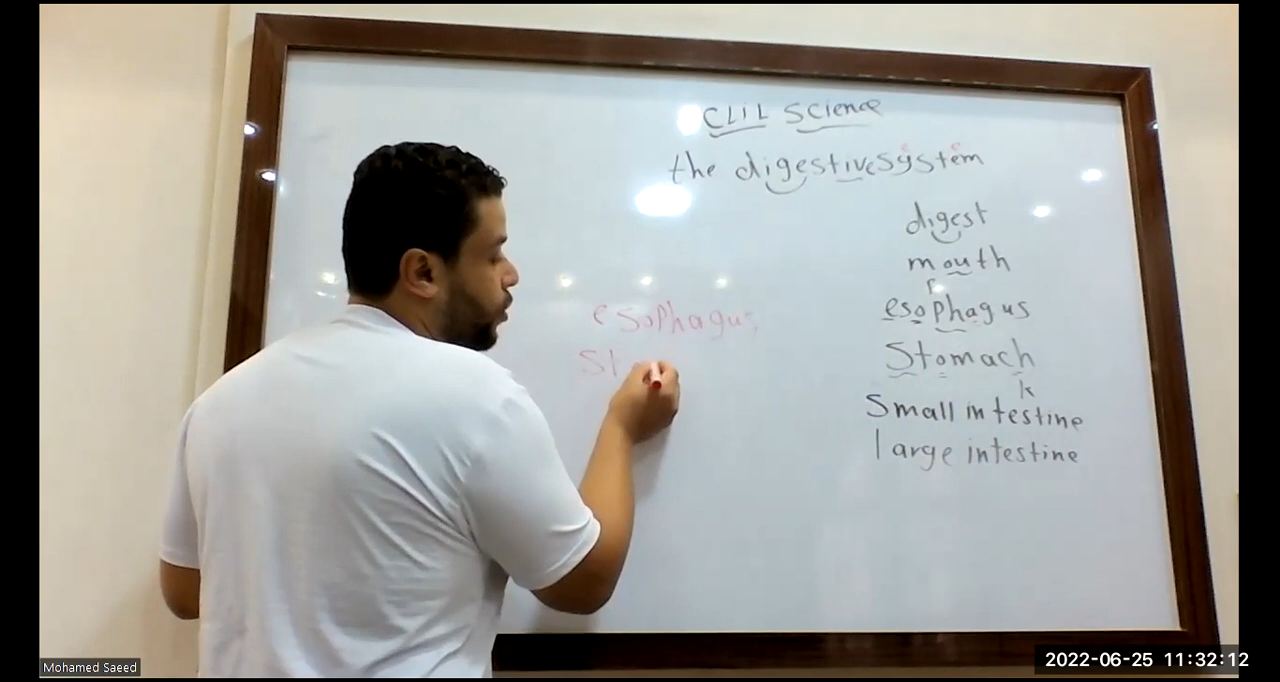 CLIL Science
the digestive system
e e
digest
mouth
F
esophagus
Stomach
k
Small intestine
large intestine
esophagus
St
Mohamed Saeed
2022-06-25 11:32:12